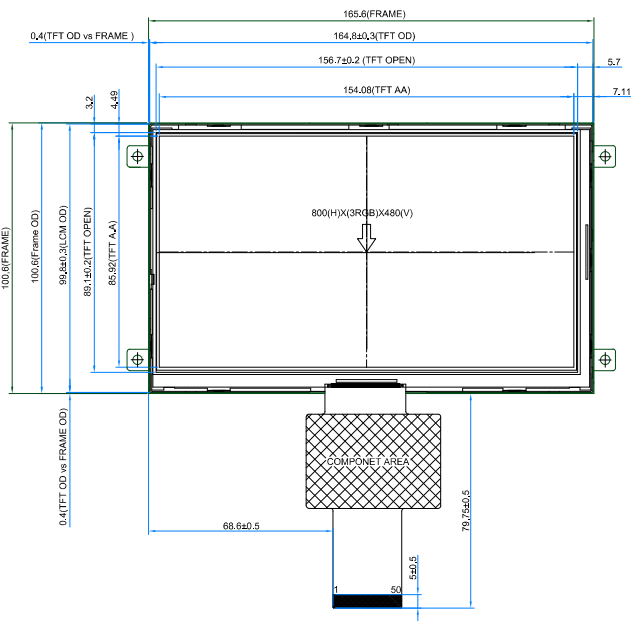 165.6(FRAME)
0.4(TFT OD vs FRAME )
164.8±0.3(TFT OD)
156.7±0.2 (TFT OPEN)
5.7
154.08(TFT AA)
7.11
3.2
4.49
100.6(FRAME)
100.6(Frame OD)
99.8±0.3(LCM OD)
89.1±0.2(TFT OPEN)
85.92(TFT A.A)
800(H)X(3RGB)X480(V)
0.4(TFT OD vs FRAME OD)
COMPONET AREA
68.6±0.5
79.75±0.5
5±0.5
1
50